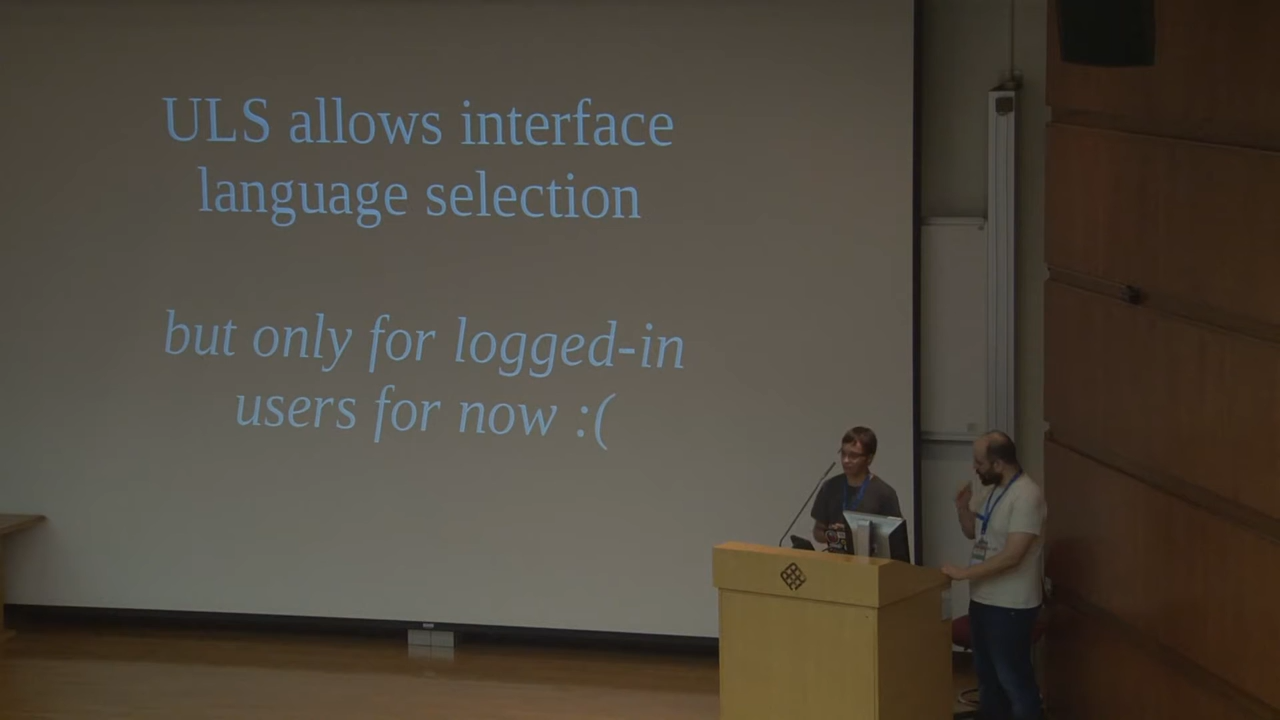 ULS allows interface
language selection
but only for logged-in
users for now :(